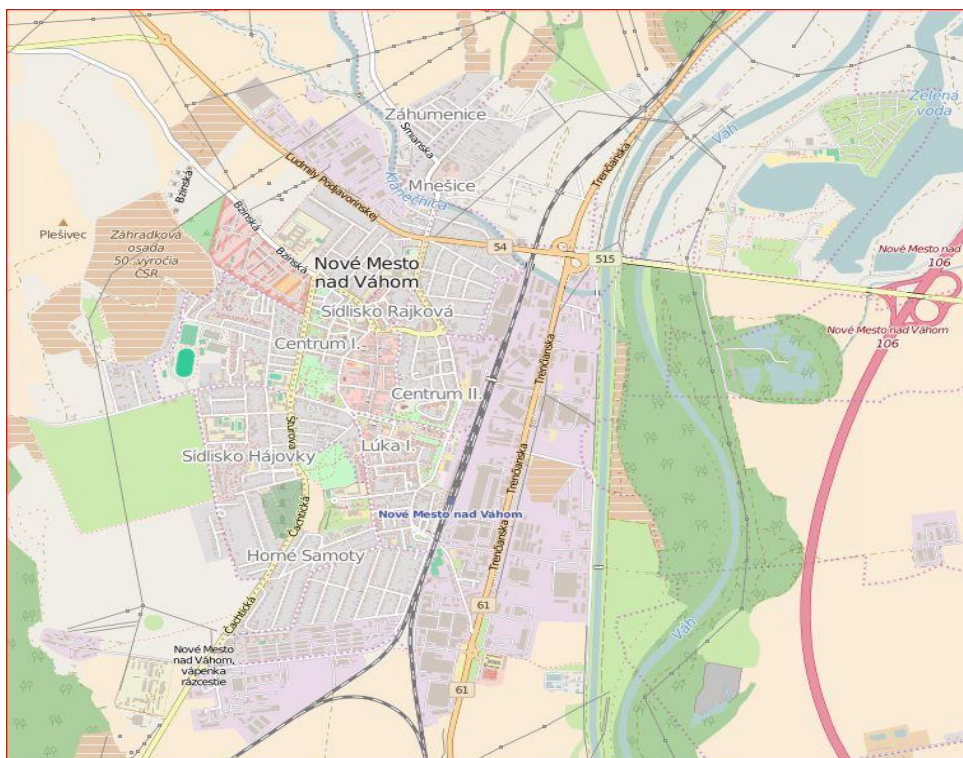 Zelená
voda
Záhumenice
Smianska
Váh
Trenčianska
Klanečnica
Mnešice
Ľudmily Podjavorinskej
Bzinská
Plešivec
Záhradková
osada
50. výročia
ČSR
Bzinská
Bzinská
54
515
Nové Mesto nad
106
Nové Mesto
nad Váhom
Sídlisko Rajková
Nové Mesto nad Váhom
106
Centrum I.
Trenčianska
Centrum II.
Štúrova
Lúka I.
Sídlisko Hájovky
Trenčianska
Čachtická
Nové Mesto nad Váhom
Trenčianska
Horné Samoty
61
Čachtická
Váh
Nové Mesto
nad Váhom,
vápenka
rázcestie
61